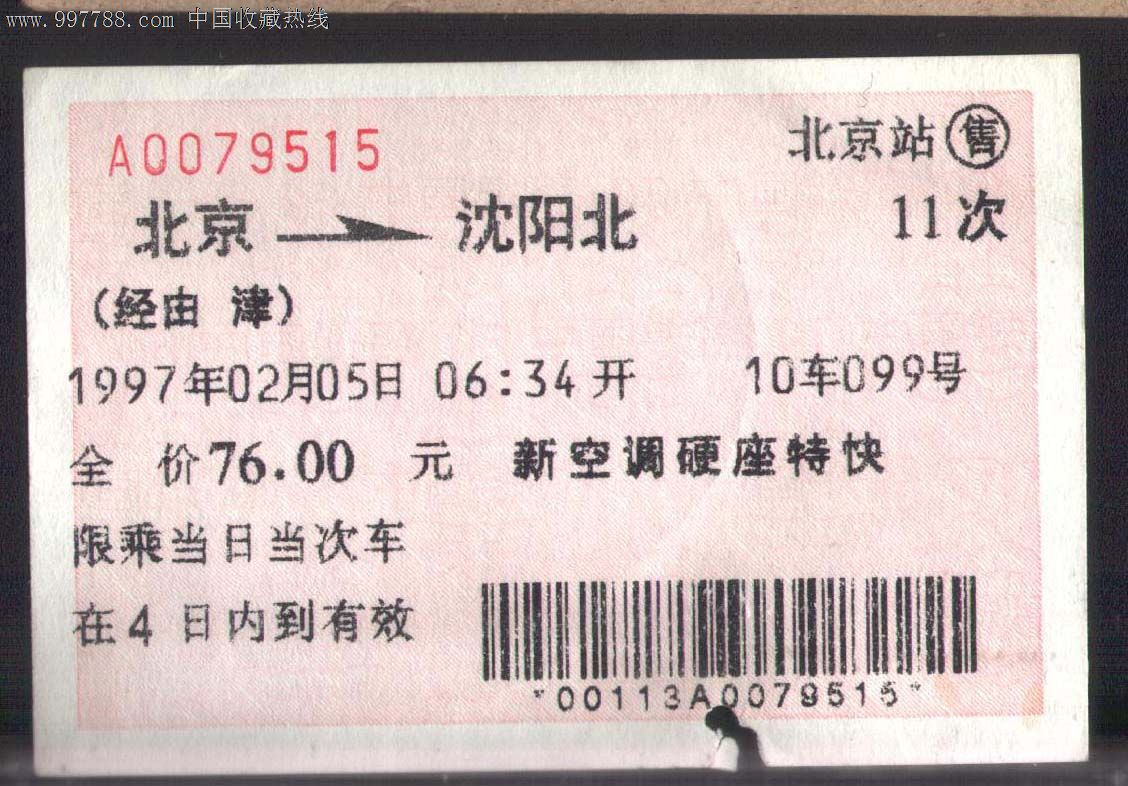 www.997788.com 中国收藏热线
A0079515 北京站 售
北京 → 沈阳北 11次
(经由 津)
1997年02月05日 06:34 开 10车099号
全 价76.00 元 新空调硬座特快
限乘当日当次车
在4日内到有效
*00113A0079515*